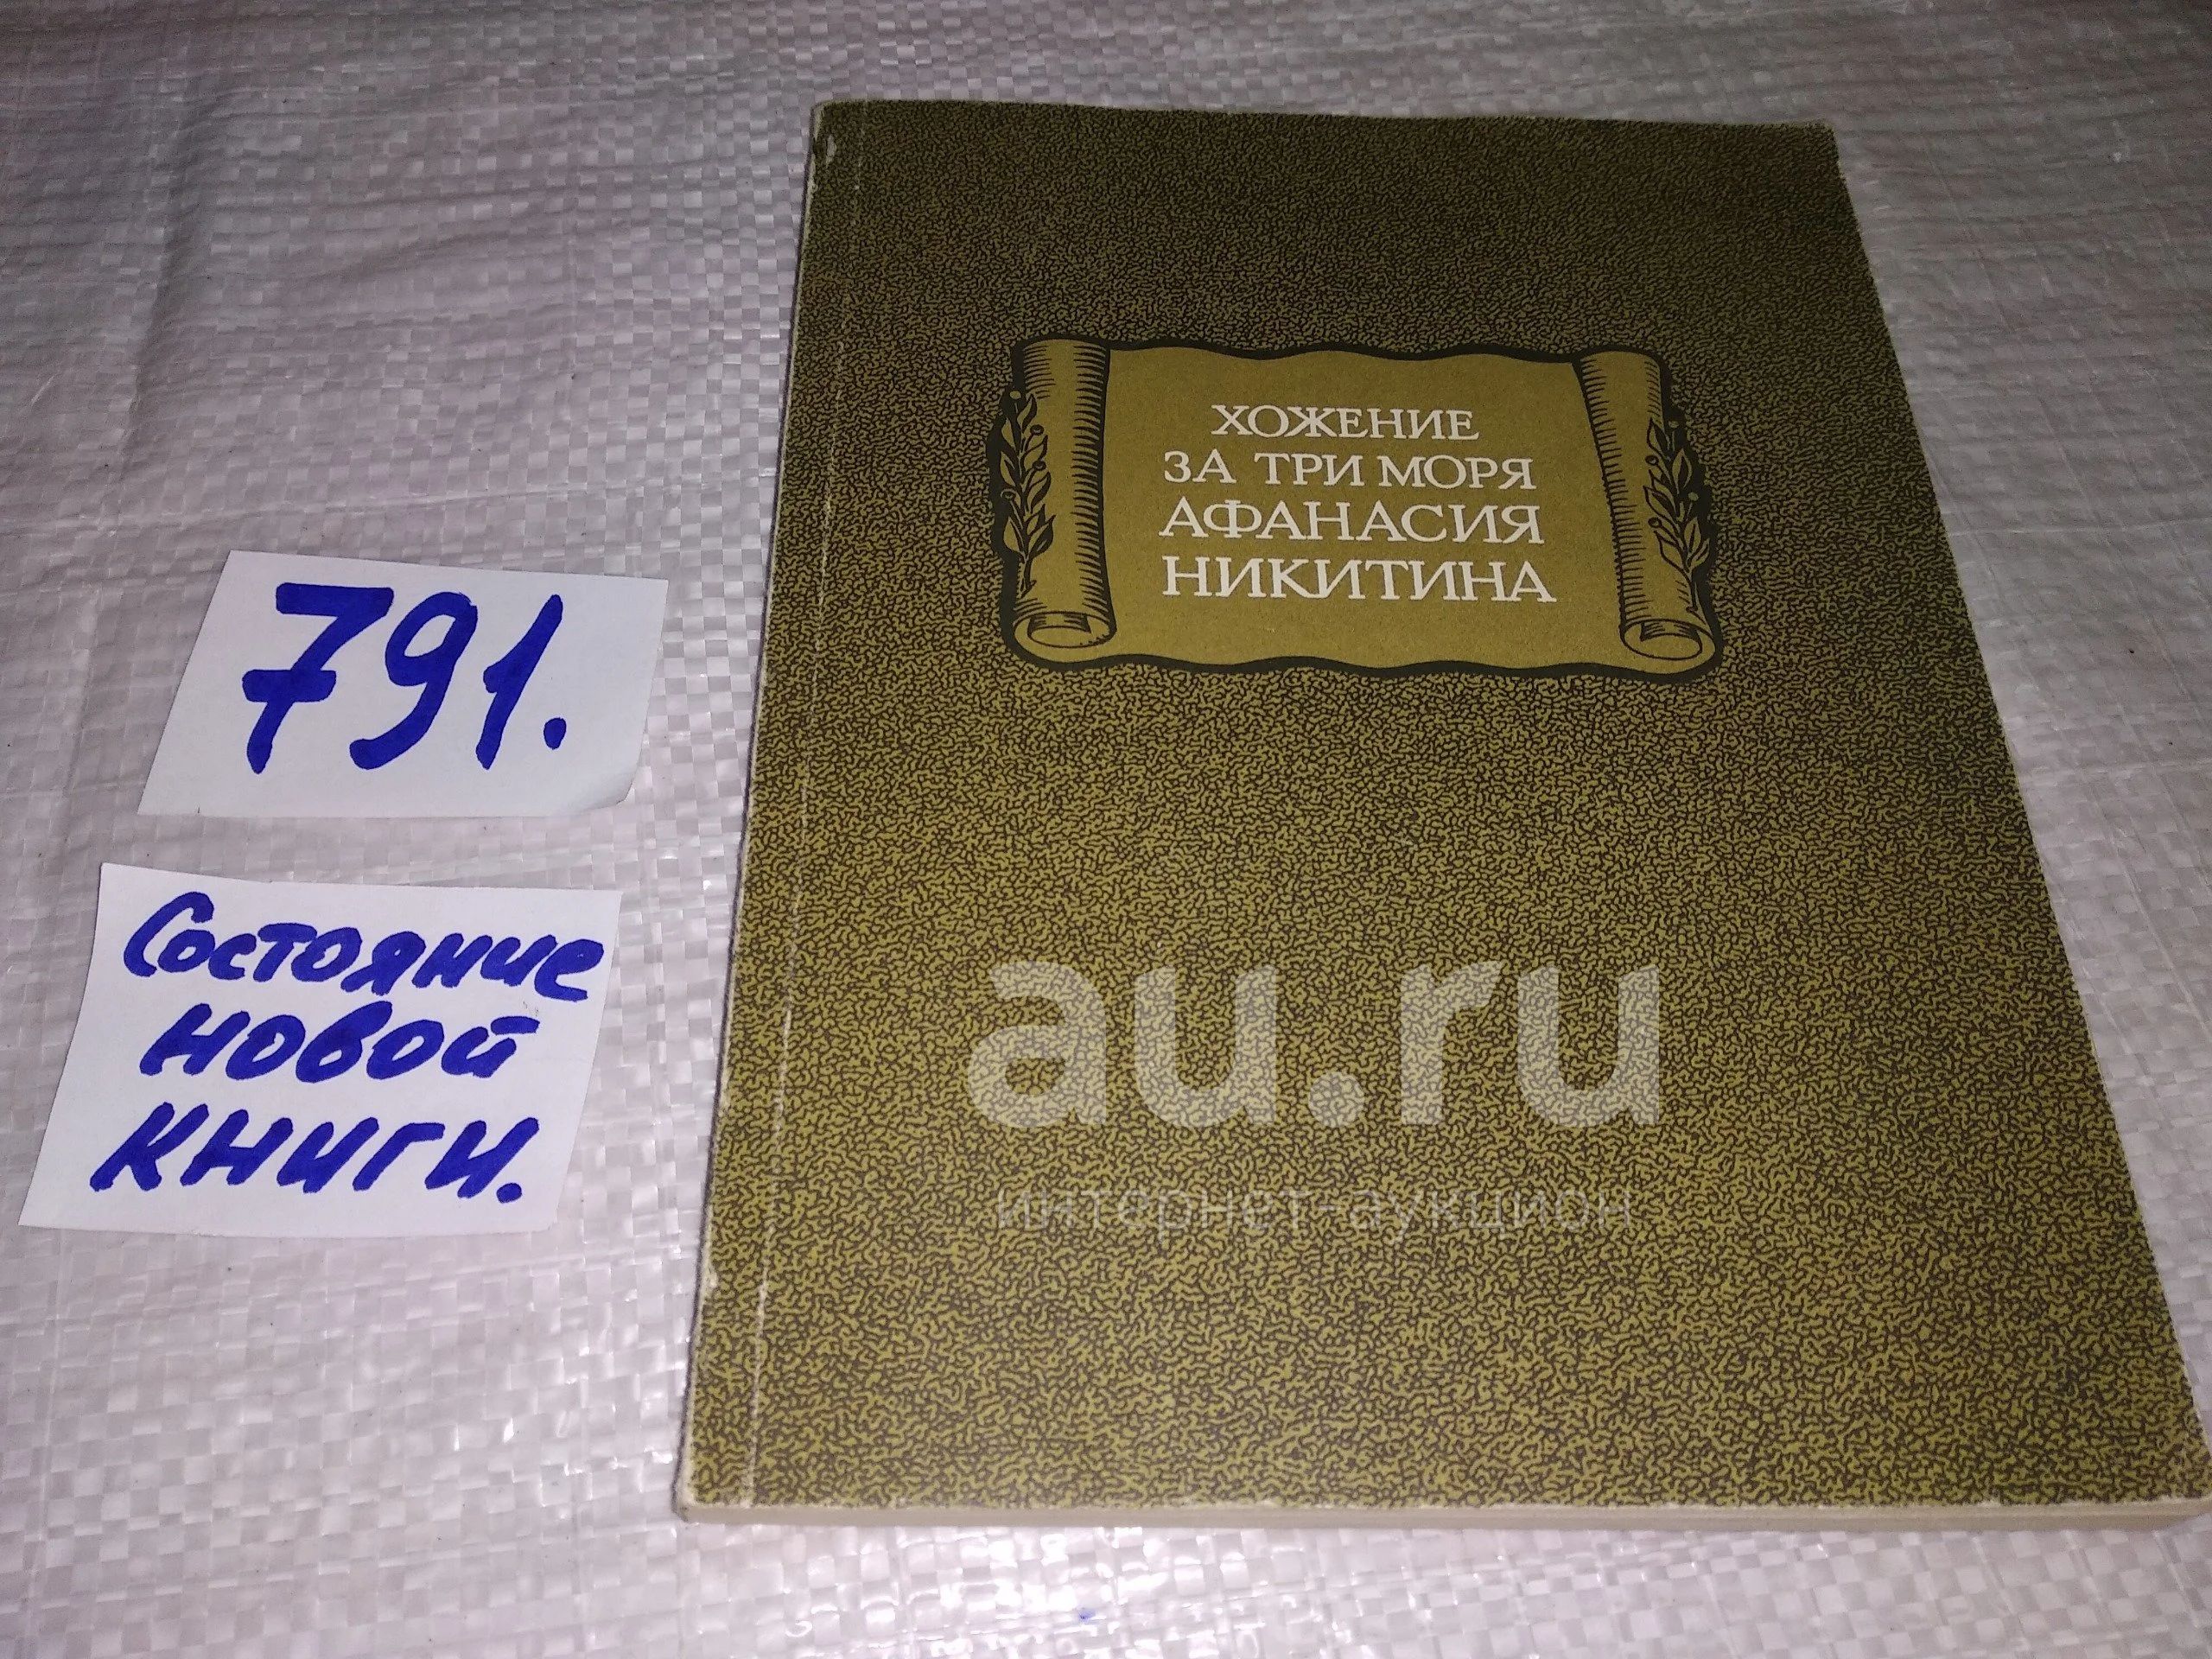 ХОЖЕНИЕ
ЗА ТРИ МОРЯ
АФАНАСИЯ
НИКИТИНА
791.
Состояние
новой
книги.
au.ru
интернет-аукцион